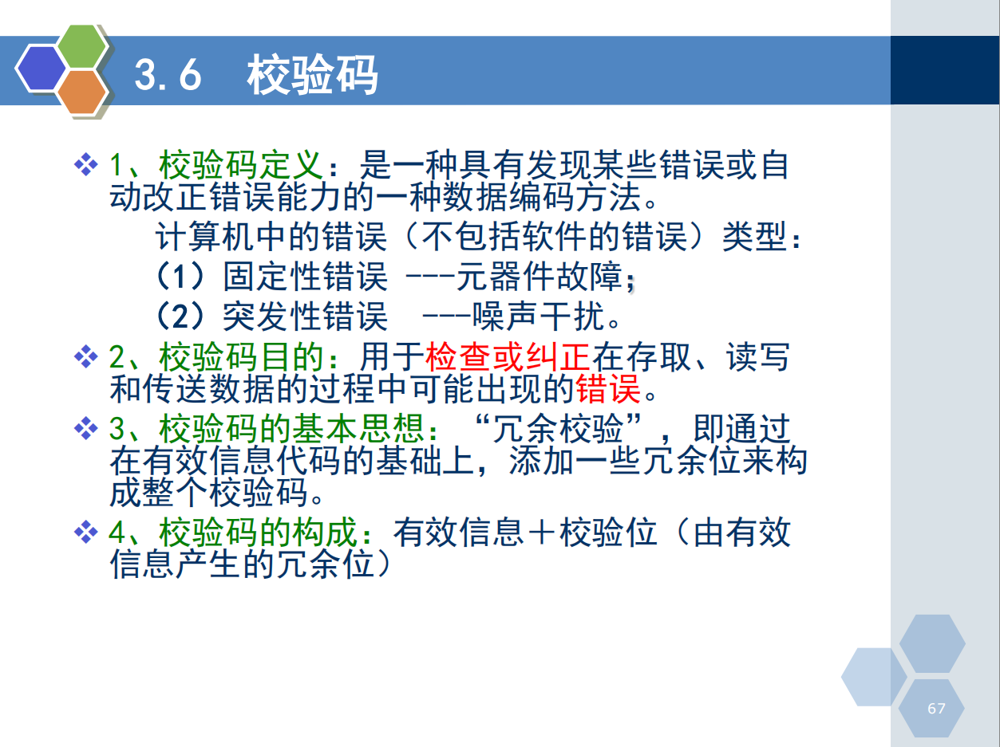 3.6 校验码
1、校验码定义：是一种具有发现某些错误或自
动改正错误能力的一种数据编码方法。
计算机中的错误（不包括软件的错误）类型：
（1）固定性错误 ---元器件故障；
（2）突发性错误 ---噪声干扰。
2、校验码目的：用于检查或纠正在存取、读写
和传送数据的过程中可能出现的错误。
3、校验码的基本思想：“冗余校验”，即通过
在有效信息代码的基础上，添加一些冗余位来构
成整个校验码。
4、校验码的构成：有效信息＋校验位（由有效
信息产生的冗余位）
67